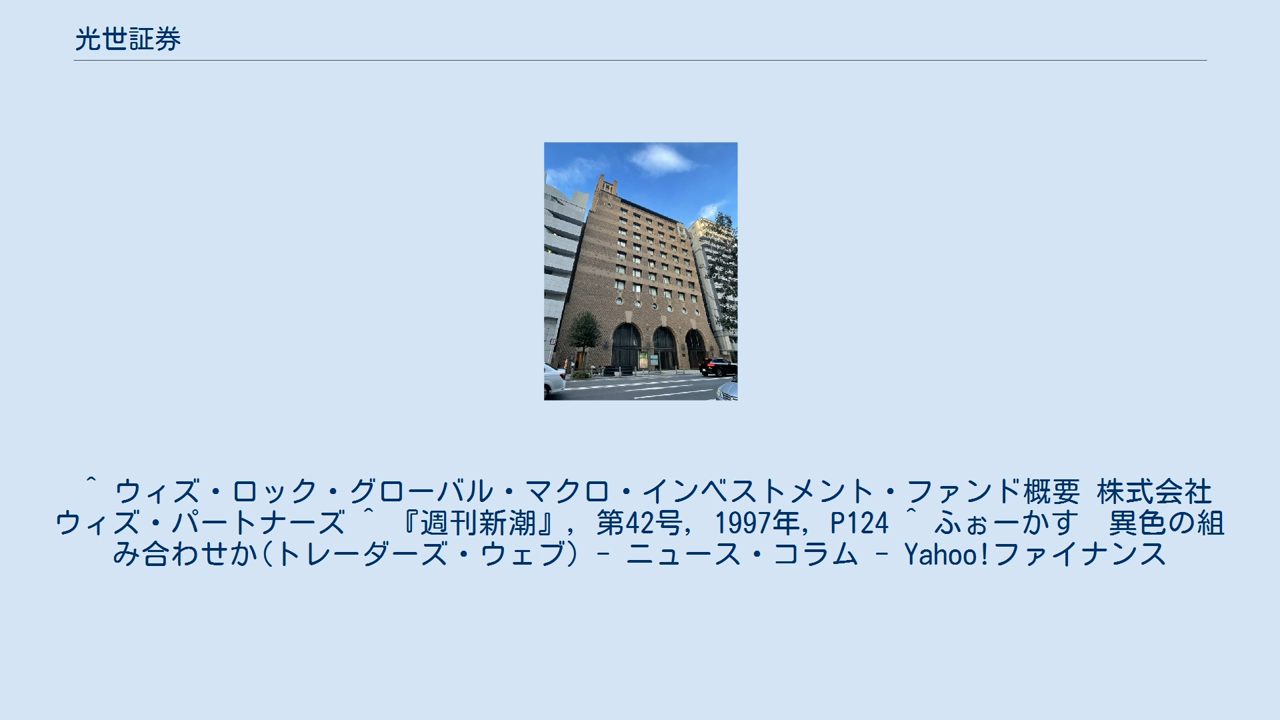 光世証券
^ ウィズ・ロック・グローバル・マクロ・インベストメント・ファンド概要 株式会社
ウィズ・パートナーズ ^ 『週刊新潮』, 第42号, 1997年, P124 ^ ふぉーかす　異色の組
み合わせか(トレーダーズ・ウェブ) - ニュース・コラム - Yahoo!ファイナンス